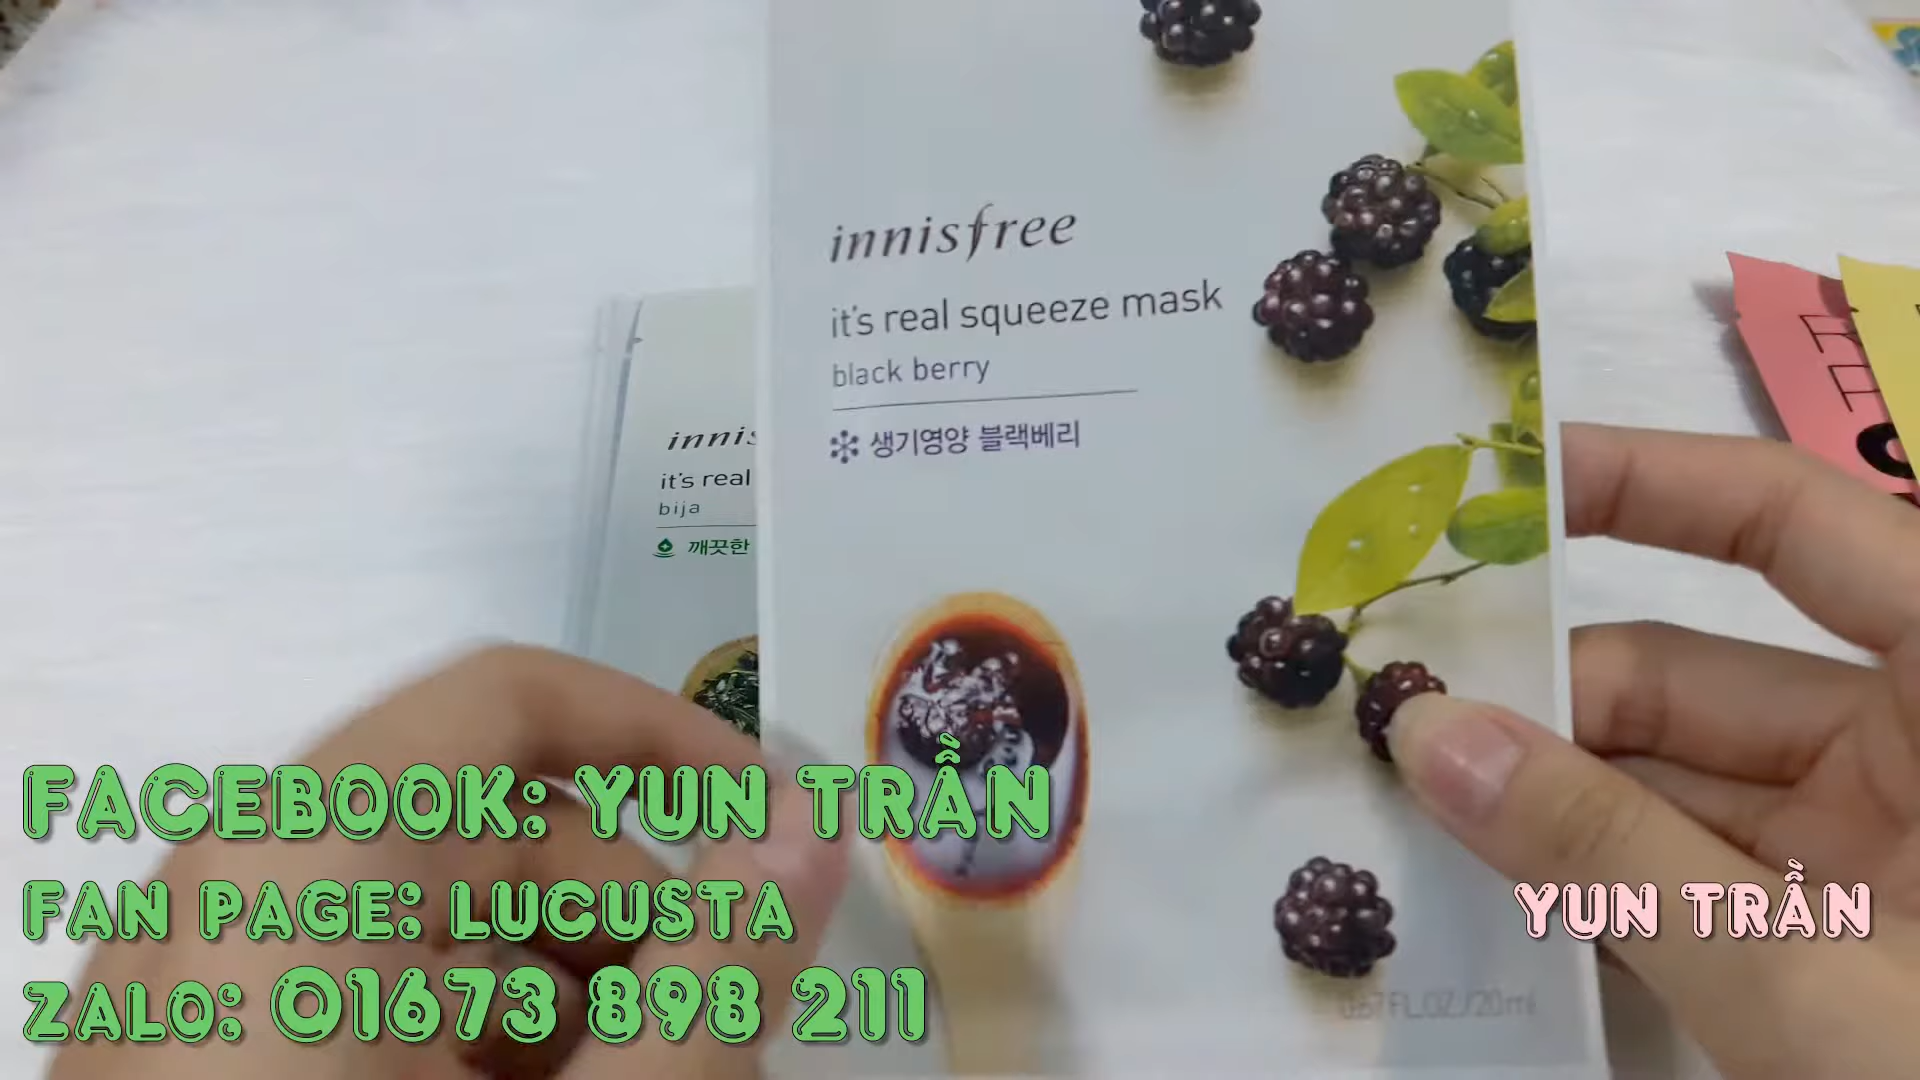 innisfree
it's real squeeze mask
black berry
생기영양 블랙베리
0.67 FL.OZ./20ml
innis
it's real
bija
깨끗한
FACEBOOK: YUN TRẦN
FAN PAGE: LUCUSTA
ZALO: 01673 898 211
YUN TRẦN